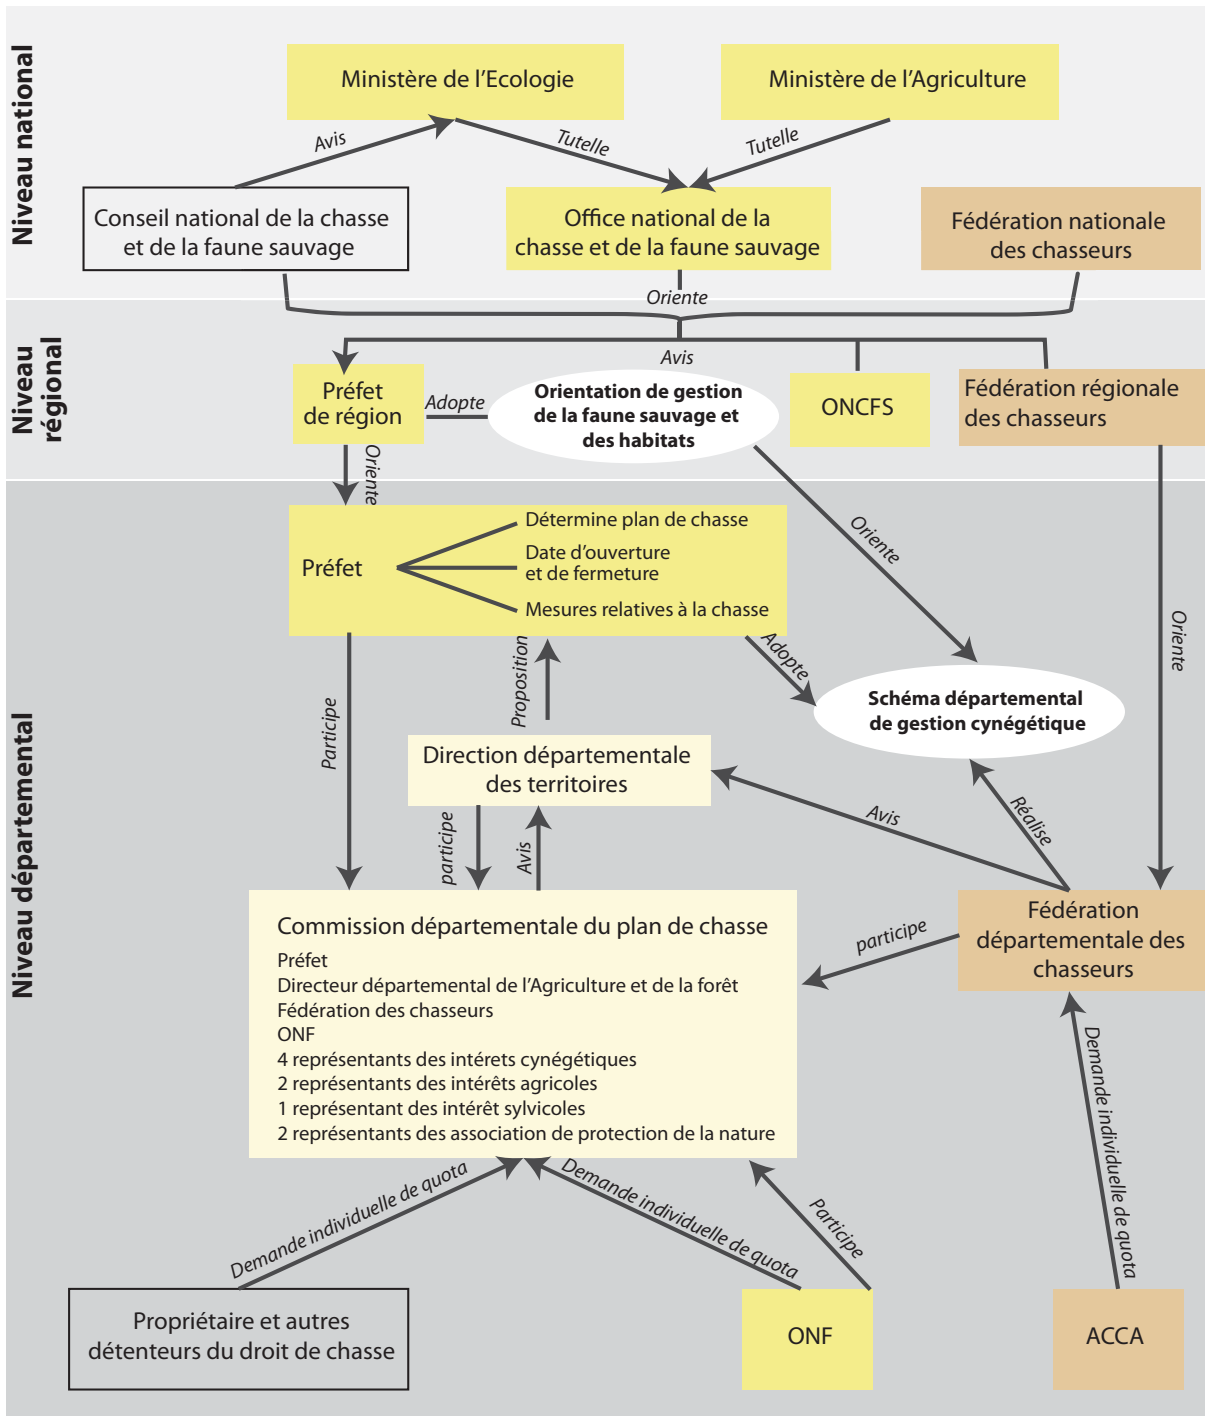 Niveau national
Ministère de l'Ecologie
Ministère de l'Agriculture
Avis
Tutelle
Tutelle
Conseil national de la chasse
et de la faune sauvage
Office national de la
chasse et de la faune sauvage
Fédération nationale
des chasseurs
Oriente
Niveau
régional
Avis
Préfet
de région
Adopte
Orientation de gestion
de la faune sauvage et
des habitats
ONCFS
Fédération régionale
des chasseurs
Oriente
Niveau départemental
Préfet
Détermine plan de chasse
Date d'ouverture
et de fermeture
Mesures relatives à la chasse
Oriente
Oriente
Participe
Proposition
Adopte
Schéma départemental
de gestion cynégétique
Direction départementale
des territoires
participe
Avis
Avis
Réalise
Commission départementale du plan de chasse
Préfet
Directeur départemental de l'Agriculture et de la forêt
Fédération des chasseurs
ONF
4 représentants des intérets cynégétiques
2 représentants des intérêts agricoles
1 représentant des intérêt sylvicoles
2 représentants des association de protection de la nature
participe
Fédération
départementale des
chasseurs
Demande individuelle de quota
Demande individuelle de quota
Participe
Demande individuelle de quota
Propriétaire et autres
détenteurs du droit de chasse
ONF
ACCA